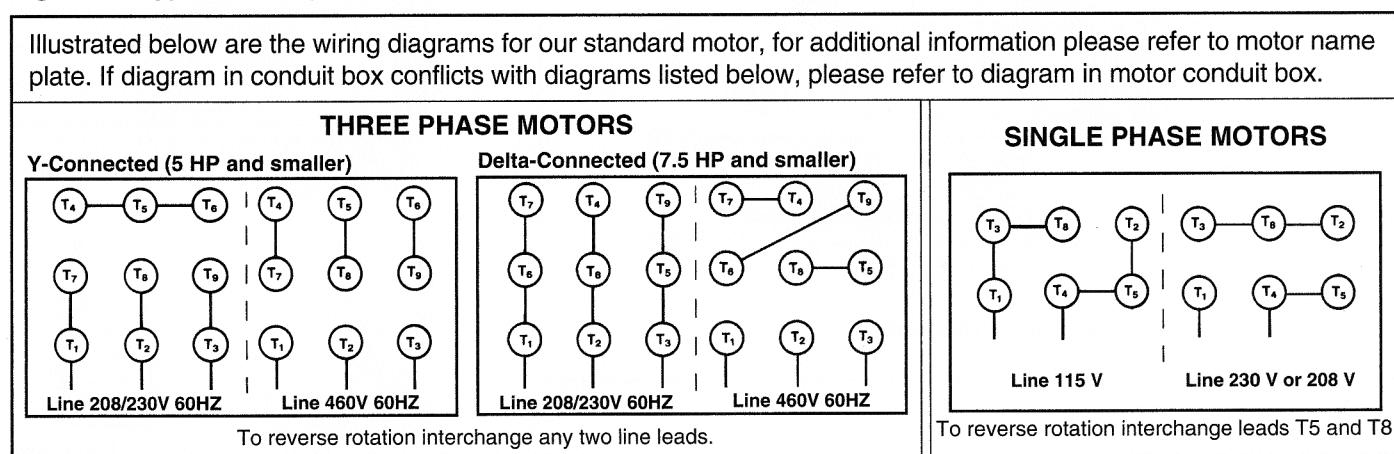 Illustrated below are the wiring diagrams for our standard motor, for additional information please refer to motor name
plate. If diagram in conduit box conflicts with diagrams listed below, please refer to diagram in motor conduit box.
THREE PHASE MOTORS
Y-Connected (5 HP and smaller)
T4 T5 T6 T4 T5 T6
T7 T8 T9 T7 T8 T9
T1 T2 T3 T1 T2 T3
Line 208/230V 60HZ Line 460V 60HZ
Delta-Connected (7.5 HP and smaller)
T7 T4 T9 T7 T4 T9
T6 T8 T5 T6 T8 T5
T1 T2 T3 T1 T2 T3
Line 208/230V 60HZ Line 460V 60HZ
To reverse rotation interchange any two line leads.
SINGLE PHASE MOTORS
T3 T8 T2 T3 T8 T2
T1 T4 T5 T1 T4 T5
Line 115 V Line 230 V or 208 V
To reverse rotation interchange leads T5 and T8